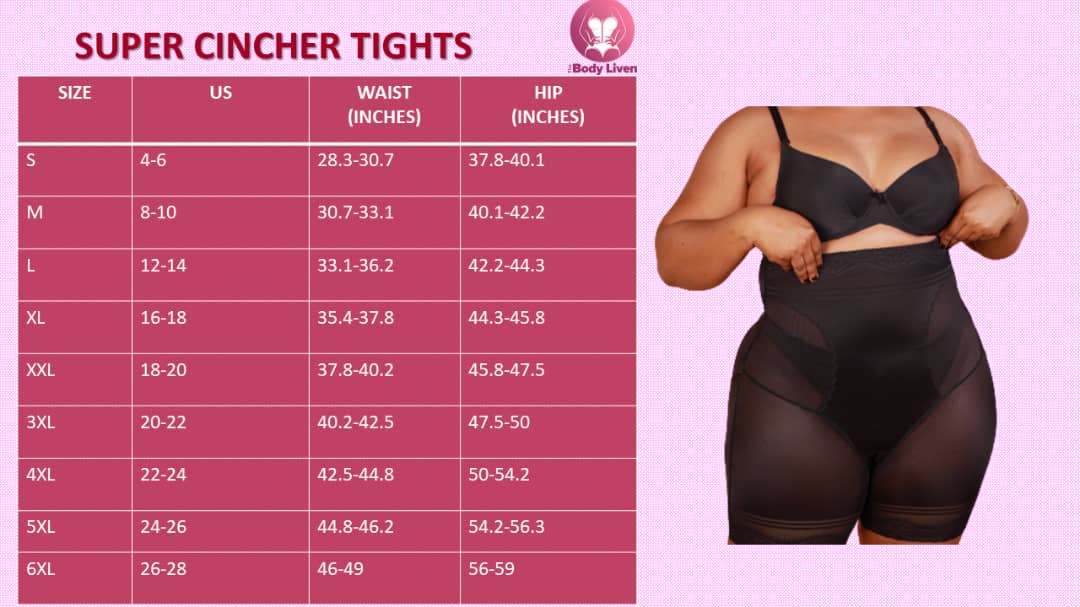 SUPER CINCHER TIGHTS
The Body Liven
SIZE US WAIST (INCHES) HIP (INCHES)
S 4-6 28.3-30.7 37.8-40.1
M 8-10 30.7-33.1 40.1-42.2
L 12-14 33.1-36.2 42.2-44.3
XL 16-18 35.4-37.8 44.3-45.8
XXL 18-20 37.8-40.2 45.8-47.5
3XL 20-22 40.2-42.5 47.5-50
4XL 22-24 42.5-44.8 50-54.2
5XL 24-26 44.8-46.2 54.2-56.3
6XL 26-28 46-49 56-59